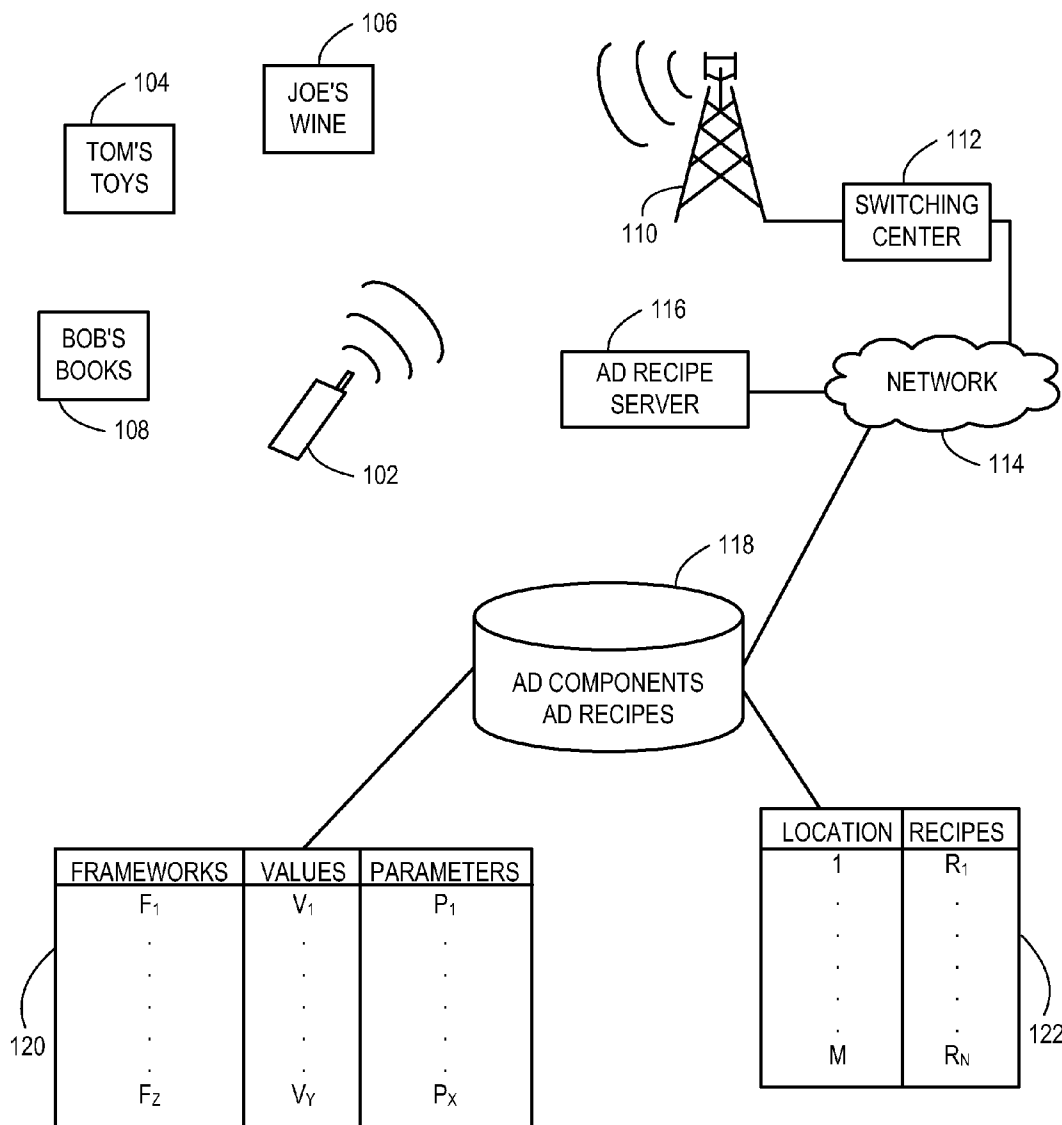 106
JOE'S
WINE
104
TOM'S
TOYS
112
SWITCHING
CENTER
110
116
BOB'S
BOOKS
108
AD RECIPE
SERVER
NETWORK
114
102
118
AD COMPONENTS
AD RECIPES
LOCATION RECIPES
1 R1
. .
. .
. .
. .
. .
M RN
122
FRAMEWORKS VALUES PARAMETERS
F1 V1 P1
. . .
. . .
. . .
. . .
. . .
FZ VY PX
120